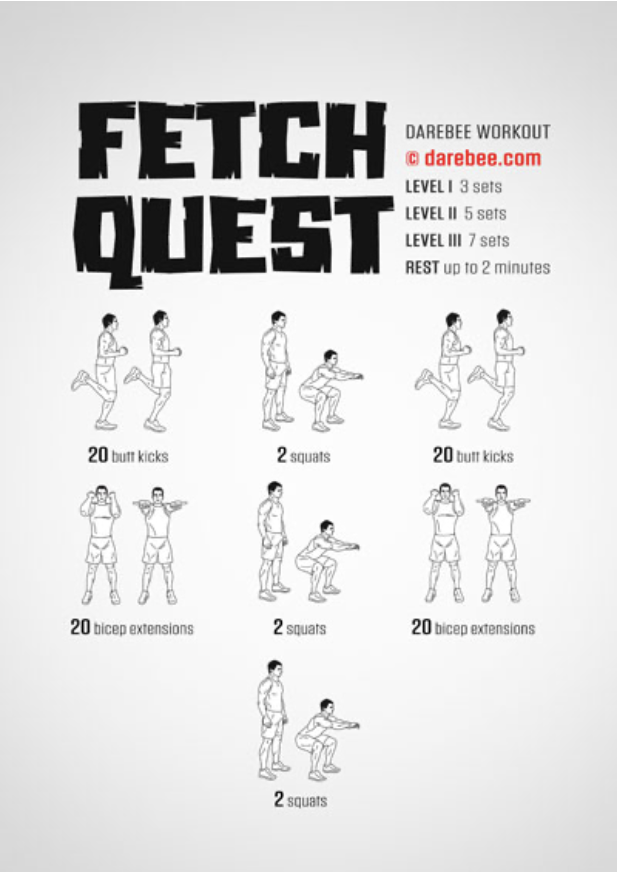 FETCH
QUEST
DAREBEE WORKOUT
© darebee.com
LEVEL I 3 sets
LEVEL II 5 sets
LEVEL III 7 sets
REST up to 2 minutes
20 butt kicks
2 squats
20 butt kicks
20 bicep extensions
2 squats
20 bicep extensions
2 squats